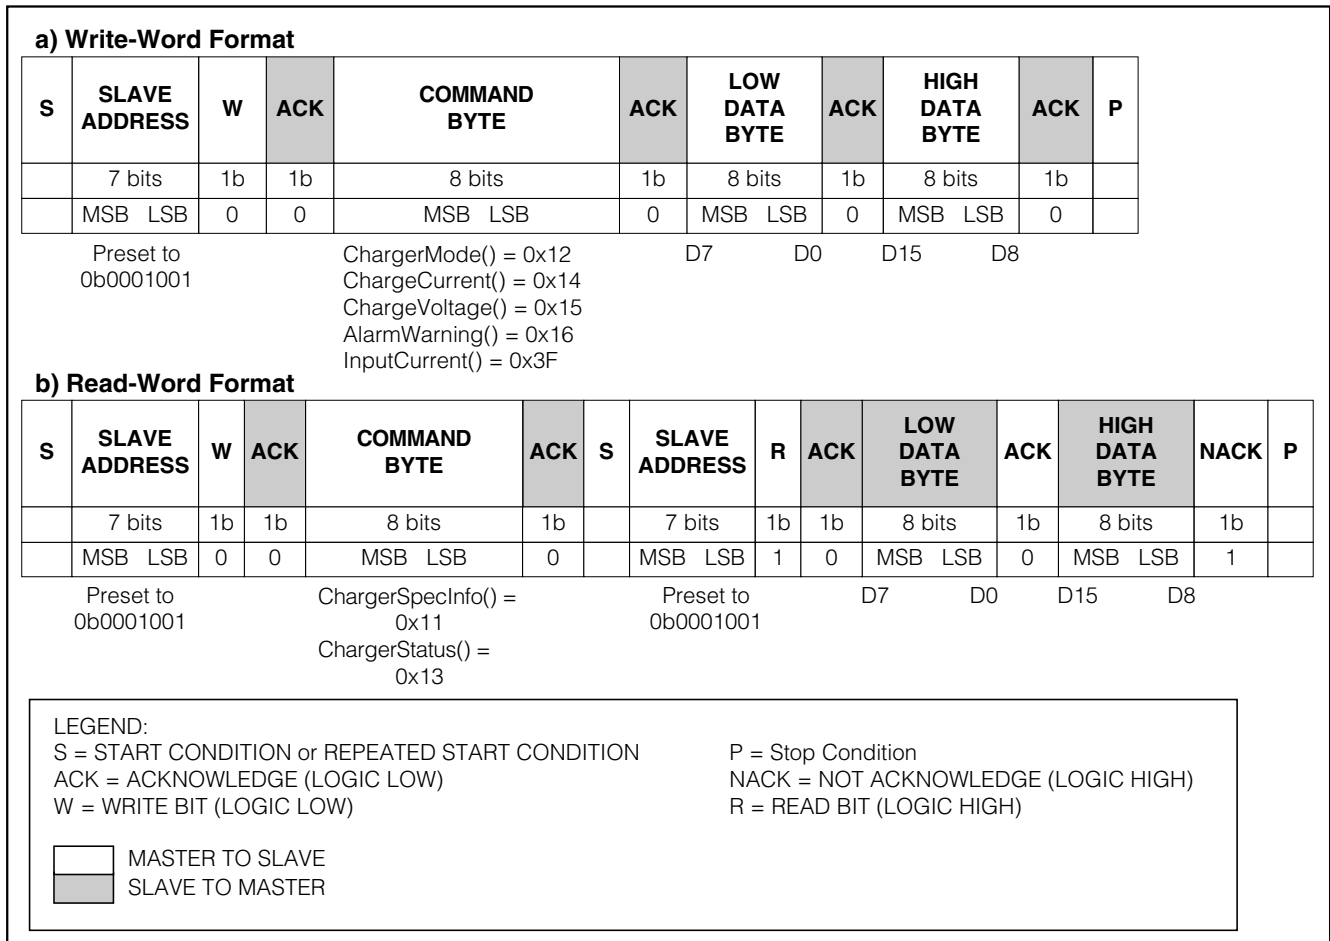 a) Write-Word Format
S SLAVE ADDRESS W ACK COMMAND BYTE ACK LOW DATA BYTE ACK HIGH DATA BYTE ACK P
7 bits 1b 1b 8 bits 1b 8 bits 1b 8 bits 1b
MSB LSB 0 0 MSB LSB 0 MSB LSB 0 MSB LSB 0
Preset to 0b0001001
ChargerMode() = 0x12
ChargeCurrent() = 0x14
ChargeVoltage() = 0x15
AlarmWarning() = 0x16
InputCurrent() = 0x3F
D7 D0 D15 D8
b) Read-Word Format
S SLAVE ADDRESS W ACK COMMAND BYTE ACK S SLAVE ADDRESS R ACK LOW DATA BYTE ACK HIGH DATA BYTE NACK P
7 bits 1b 1b 8 bits 1b 7 bits 1b 1b 8 bits 1b 8 bits 1b
MSB LSB 0 0 MSB LSB 0 MSB LSB 1 0 MSB LSB 0 MSB LSB 1
Preset to 0b0001001
ChargerSpecInfo() =
0x11
ChargerStatus() =
0x13
Preset to 0b0001001
D7 D0 D15 D8
LEGEND:
S = START CONDITION or REPEATED START CONDITION
ACK = ACKNOWLEDGE (LOGIC LOW)
W = WRITE BIT (LOGIC LOW)
P = Stop Condition
NACK = NOT ACKNOWLEDGE (LOGIC HIGH)
R = READ BIT (LOGIC HIGH)
MASTER TO SLAVE
SLAVE TO MASTER